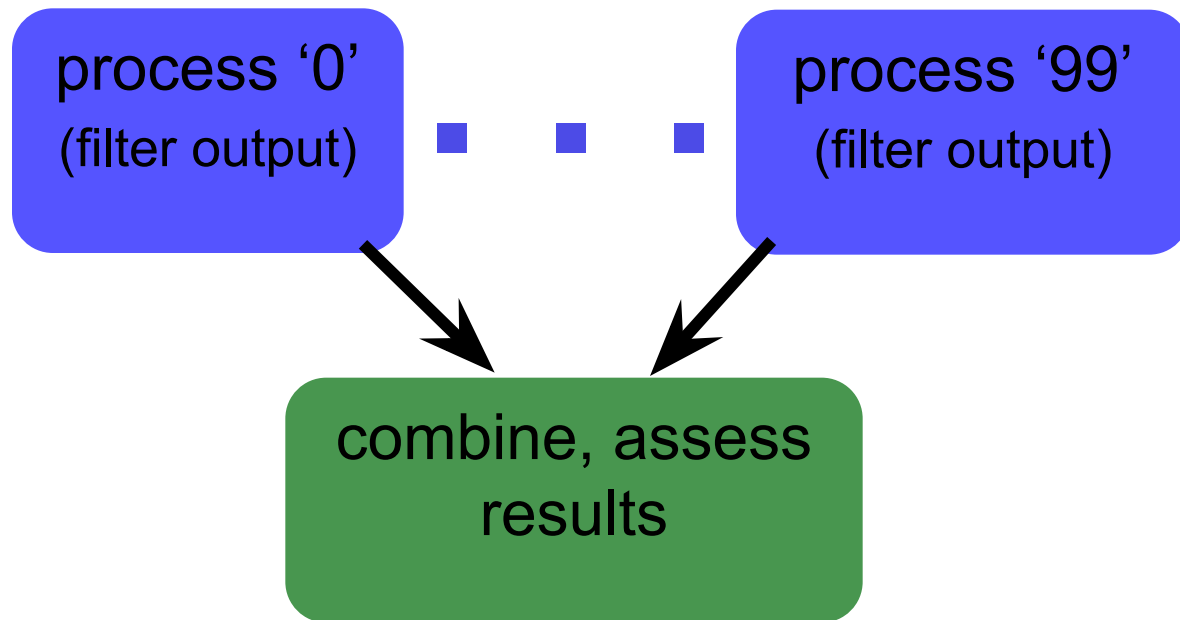 process ‘0’
(filter output)
process ‘99’
(filter output)
combine, assess
results